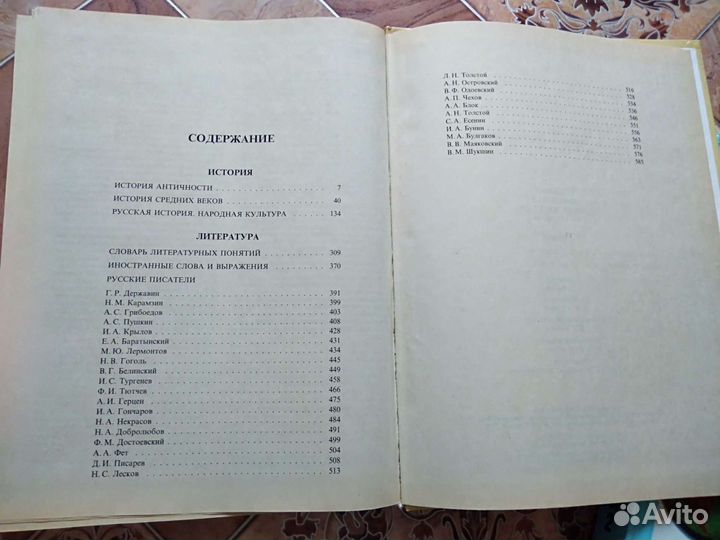 СОДЕРЖАНИЕ
ИСТОРИЯ
ИСТОРИЯ АНТИЧНОСТИ . . . . . . . . . . 7
ИСТОРИЯ СРЕДНИХ ВЕКОВ . . . . . . . . . . 40
РУССКАЯ ИСТОРИЯ. НАРОДНАЯ КУЛЬТУРА . . . . . 134
ЛИТЕРАТУРА
СЛОВАРЬ ЛИТЕРАТУРНЫХ ПОНЯТИЙ . . . . . . . 309
ИНОСТРАННЫЕ СЛОВА И ВЫРАЖЕНИЯ . . . . . . . 370
РУССКИЕ ПИСАТЕЛИ
Г. Р. Державин . . . . . . . . . . 391
Н. М. Карамзин . . . . . . . . . . 399
А. С. Грибоедов . . . . . . . . . . 403
А. С. Пушкин . . . . . . . . . . 408
И. А. Крылов . . . . . . . . . . 428
Е. А. Баратынский . . . . . . . . . . 431
М. Ю. Лермонтов . . . . . . . . . . 434
Н. В. Гоголь . . . . . . . . . . 445
В. Г. Белинский . . . . . . . . . . 449
И. С. Тургенев . . . . . . . . . . 458
Ф. И. Тютчев . . . . . . . . . . 466
А. И. Герцен . . . . . . . . . . 475
И. А. Гончаров . . . . . . . . . . 480
Н. А. Некрасов . . . . . . . . . . 484
Н. А. Добролюбов . . . . . . . . . . 491
Ф. М. Достоевский . . . . . . . . . . 499
А. А. Фет . . . . . . . . . . 504
Д. И. Писарев . . . . . . . . . . 508
Н. С. Лесков . . . . . . . . . . 513
Л. Н. Толстой . . . . . . . . . . 516
А. Н. Островский . . . . . . . . . . 528
В. Ф. Одоевский . . . . . . . . . . 534
А. П. Чехов . . . . . . . . . . 536
А. А. Блок . . . . . . . . . . 546
А. Н. Толстой . . . . . . . . . . 551
С. А. Есенин . . . . . . . . . . 556
И. А. Бунин . . . . . . . . . . 563
М. А. Булгаков . . . . . . . . . . 571
В. В. Маяковский . . . . . . . . . . 576
В. М. Шукшин . . . . . . . . . . 585
Avito